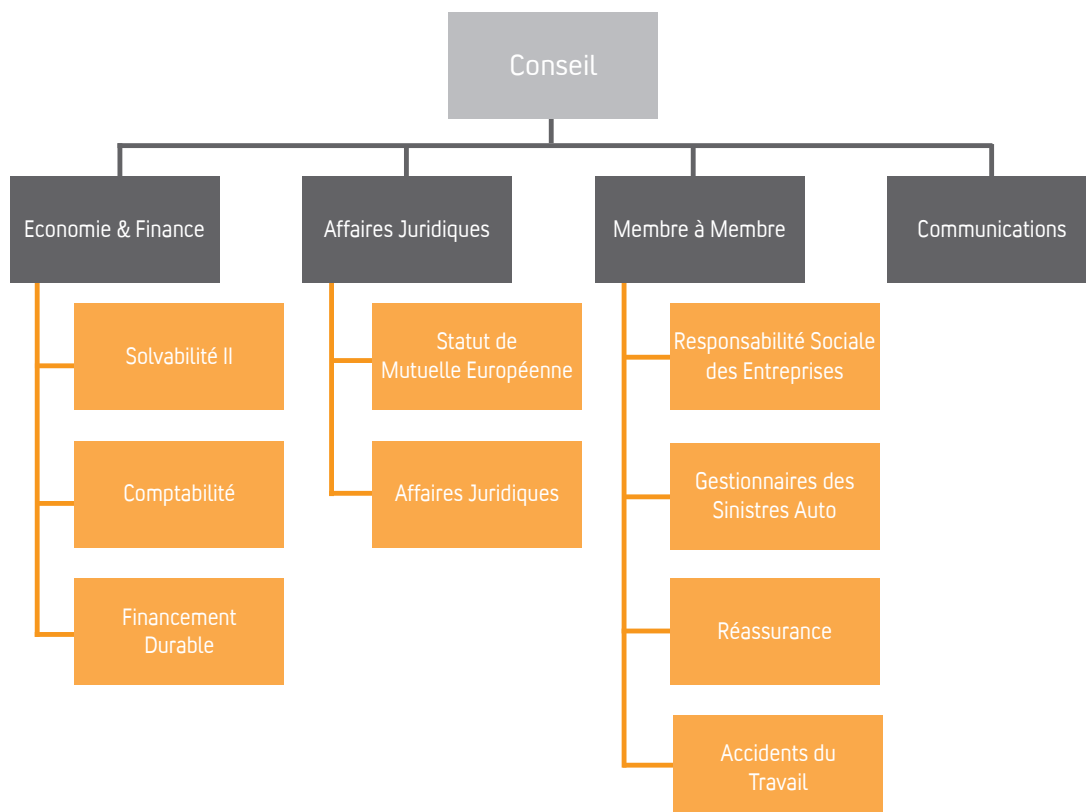 Conseil
Economie & Finance
Affaires Juridiques
Membre à Membre
Communications
Solvabilité II
Comptabilité
Financement
Durable
Statut de
Mutuelle Européenne
Affaires Juridiques
Responsabilité Sociale
des Entreprises
Gestionnaires des
Sinistres Auto
Réassurance
Accidents du
Travail